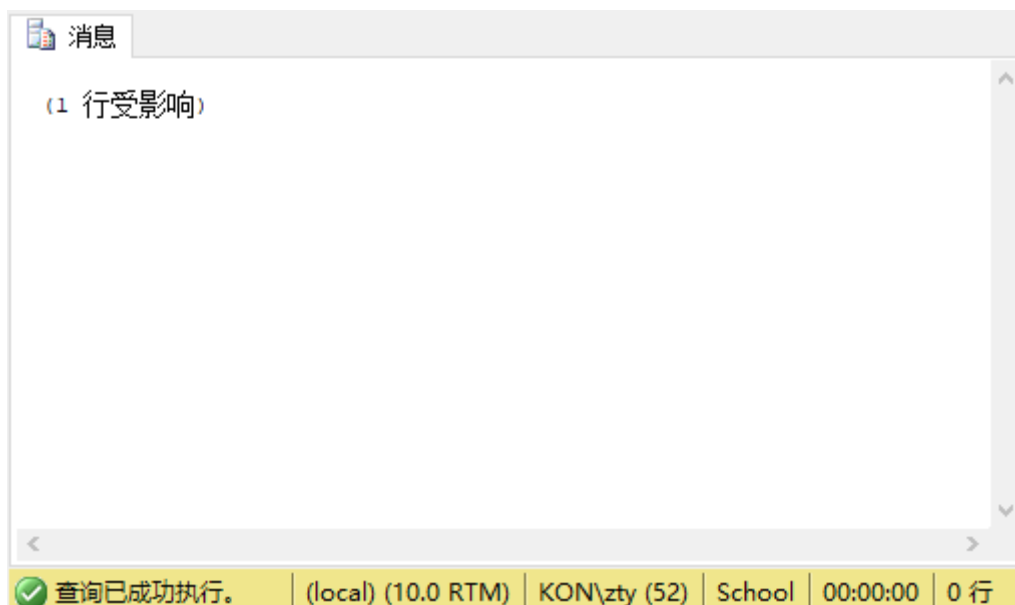 消息
(1 行受影响)
查询已成功执行。 (local) (10.0 RTM) KON\zty (52) School 00:00:00 0 行